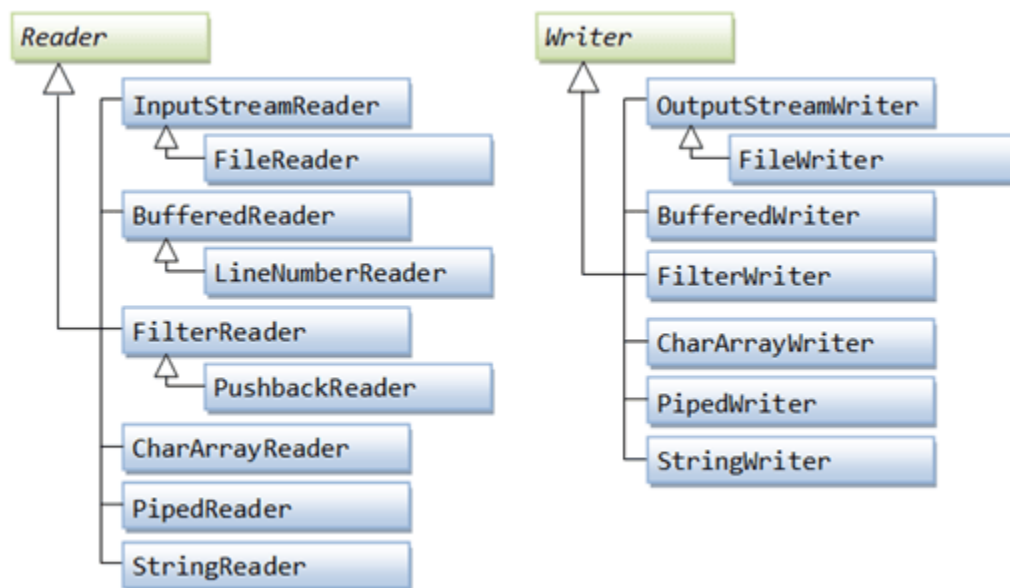 Reader
InputStreamReader
FileReader
BufferedReader
LineNumberReader
FilterReader
PushbackReader
CharArrayReader
PipedReader
StringReader
Writer
OutputStreamWriter
FileWriter
BufferedWriter
FilterWriter
CharArrayWriter
PipedWriter
StringWriter